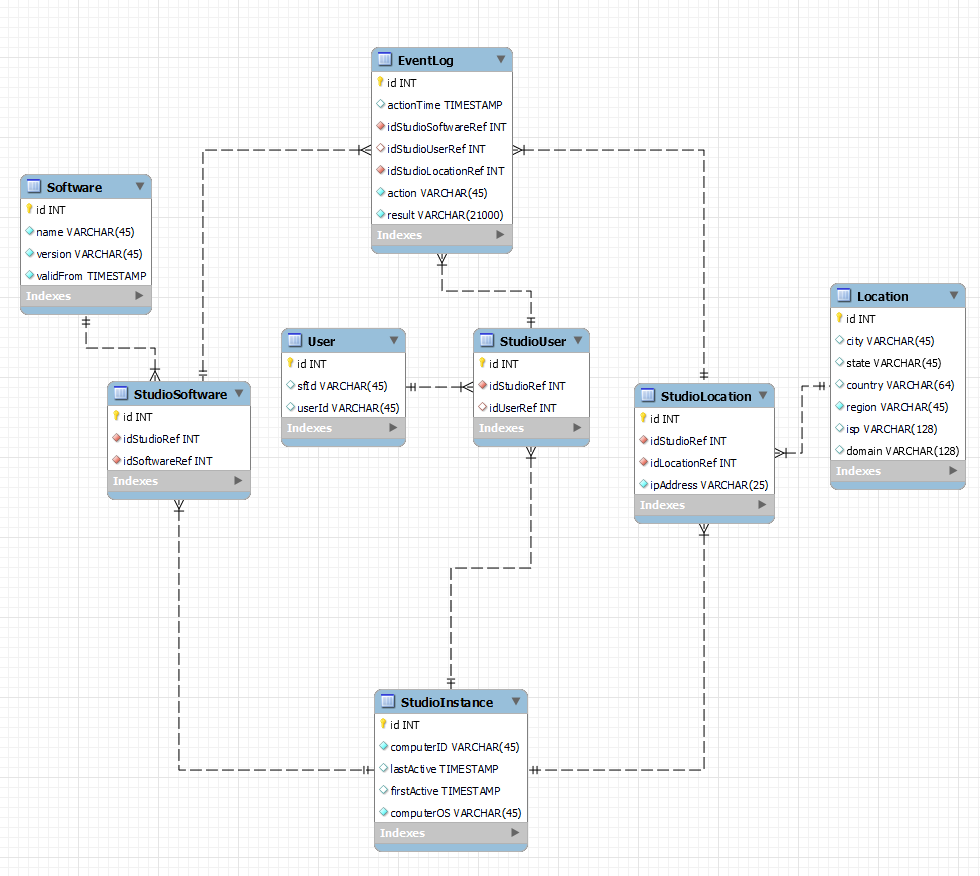 EventLog
id INT
actionTime TIMESTAMP
idStudioSoftwareRef INT
idStudioUserRef INT
idStudioLocationRef INT
action VARCHAR(45)
result VARCHAR(21000)
Indexes
Software
id INT
name VARCHAR(45)
version VARCHAR(45)
validFrom TIMESTAMP
Indexes
Location
id INT
city VARCHAR(45)
state VARCHAR(45)
country VARCHAR(64)
region VARCHAR(45)
isp VARCHAR(128)
domain VARCHAR(128)
Indexes
User
id INT
sfId VARCHAR(45)
userId VARCHAR(45)
Indexes
StudioUser
id INT
idStudioRef INT
idUserRef INT
Indexes
StudioSoftware
id INT
idStudioRef INT
idSoftwareRef INT
Indexes
StudioLocation
id INT
idStudioRef INT
idLocationRef INT
ipAddress VARCHAR(25)
Indexes
StudioInstance
id INT
computerID VARCHAR(45)
lastActive TIMESTAMP
firstActive TIMESTAMP
computerOS VARCHAR(45)
Indexes